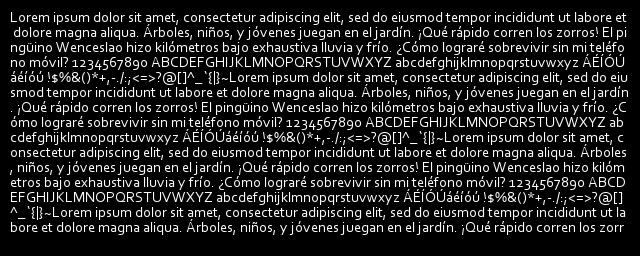 Lorem ipsum dolor sit amet, consectetur adipiscing elit, sed do eiusmod tempor incididunt ut labore et
dolore magna aliqua. Árboles, niños, y jóvenes juegan en el jardín. ¡Qué rápido corren los zorros! El pi
ngüino Wenceslao hizo kilómetros bajo exhaustiva lluvia y frío. ¿Cómo lograré sobrevivir sin mi teléfo
no móvil? 1234567890 ABCDEFGHIJKLMNOPQRSTUVWXYZ abcdefghijklmnopqrstuvwxyz ÁÉÍÓÚ
áéíóú !$%&()*+,-./:;<=>?@[]^_`{|}~Lorem ipsum dolor sit amet, consectetur adipiscing elit, sed do eiu
smod tempor incididunt ut labore et dolore magna aliqua. Árboles, niños, y jóvenes juegan en el jardín
. ¡Qué rápido corren los zorros! El pingüino Wenceslao hizo kilómetros bajo exhaustiva lluvia y frío. ¿C
ómo lograré sobrevivir sin mi teléfono móvil? 1234567890 ABCDEFGHIJKLMNOPQRSTUVWXYZ ab
cdefghijklmnopqrstuvwxyz ÁÉÍÓÚáéíóú !$%&()*+,-./:;<=>?@[]^_`{|}~Lorem ipsum dolor sit amet, c
onsectetur adipiscing elit, sed do eiusmod tempor incididunt ut labore et dolore magna aliqua. Árboles
, niños, y jóvenes juegan en el jardín. ¡Qué rápido corren los zorros! El pingüino Wenceslao hizo kilóm
etros bajo exhaustiva lluvia y frío. ¿Cómo lograré sobrevivir sin mi teléfono móvil? 1234567890 ABCD
EFGHIJKLMNOPQRSTUVWXYZ abcdefghijklmnopqrstuvwxyz ÁÉÍÓÚáéíóú !$%&()*+,-./:;<=>?@[]
^_`{|}~Lorem ipsum dolor sit amet, consectetur adipiscing elit, sed do eiusmod tempor incididunt ut la
bore et dolore magna aliqua. Árboles, niños, y jóvenes juegan en el jardín. ¡Qué rápido corren los zorr